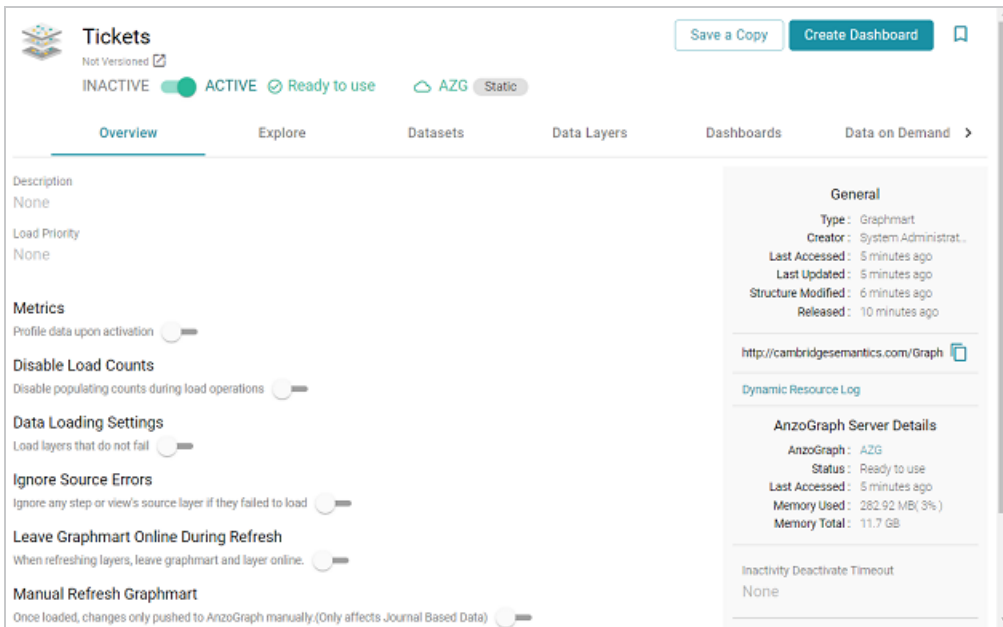 Tickets
Save a Copy
Create Dashboard
Not Versioned
INACTIVE ACTIVE Ready to use AZG Static
Overview Explore Datasets Data Layers Dashboards Data on Demand
Description
None
Load Priority
None
Metrics
Profile data upon activation
Disable Load Counts
Disable populating counts during load operations
Data Loading Settings
Load layers that do not fail
Ignore Source Errors
Ignore any step or view's source layer if they failed to load
Leave Graphmart Online During Refresh
When refreshing layers, leave graphmart and layer online.
Manual Refresh Graphmart
Once loaded, changes only pushed to AnzoGraph manually.(Only affects Journal Based Data)
General
Type : Graphmart
Creator : System Administrat...
Last Accessed : 5 minutes ago
Last Updated : 5 minutes ago
Structure Modified : 6 minutes ago
Released : 10 minutes ago
http://cambridgesemantics.com/Graph
Dynamic Resource Log
AnzoGraph Server Details
AnzoGraph : AZG
Status : Ready to use
Last Accessed : 5 minutes ago
Memory Used : 282.92 MB( 3% )
Memory Total : 11.7 GB
Inactivity Deactivate Timeout
None